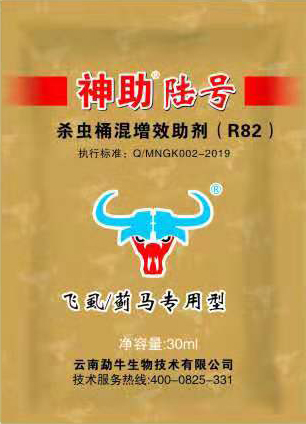 神助® 陆号
杀虫桶混增效助剂（R82）
执行标准：Q/MNGK002-2019
®
飞虱/蓟马专用型
净容量:30ml
云南勐牛生物技术有限公司
技术服务热线:400-0825-331